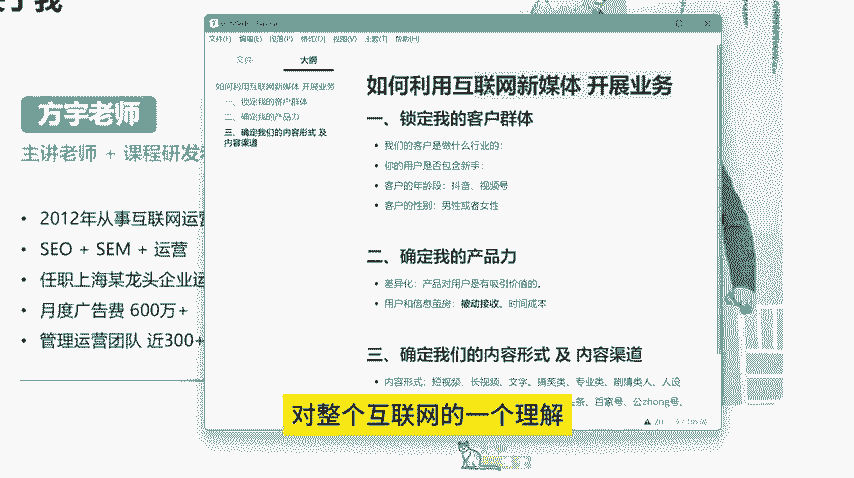 方宇老师
主讲老师 + 课程研发
• 2012年从事互联网运营
• SEO + SEM + 运营
• 任职上海某龙头企业运
• 月度广告费 600万+
• 管理运营团队 近300+
文件(F) 编辑(E) 段落(P) 格式(O) 视图(V) 主题(T) 帮助(H)
文件 大纲
如何利用互联网新媒体 开展业务
一、锁定我的客户群体
二、确定我的产品力
三、确定我们的内容形式 及
内容渠道
如何利用互联网新媒体 开展业务
一、锁定我的客户群体
• 我们的客户是做什么行业的：
• 你的用户是否包含新手：
• 客户的年龄段：抖音、视频号
• 客户的性别：男性或者女性
二、确定我的产品力
• 差异化：产品对用户是有吸引价值的。
• 用户和信息茧房：被动接收、时间成本
三、确定我们的内容形式 及 内容渠道
• 内容形式：短视频、长视频、文字。搞笑类、专业类、剧情类人、人设
条、百家号、公zhong号、
对整个互联网的一个理解